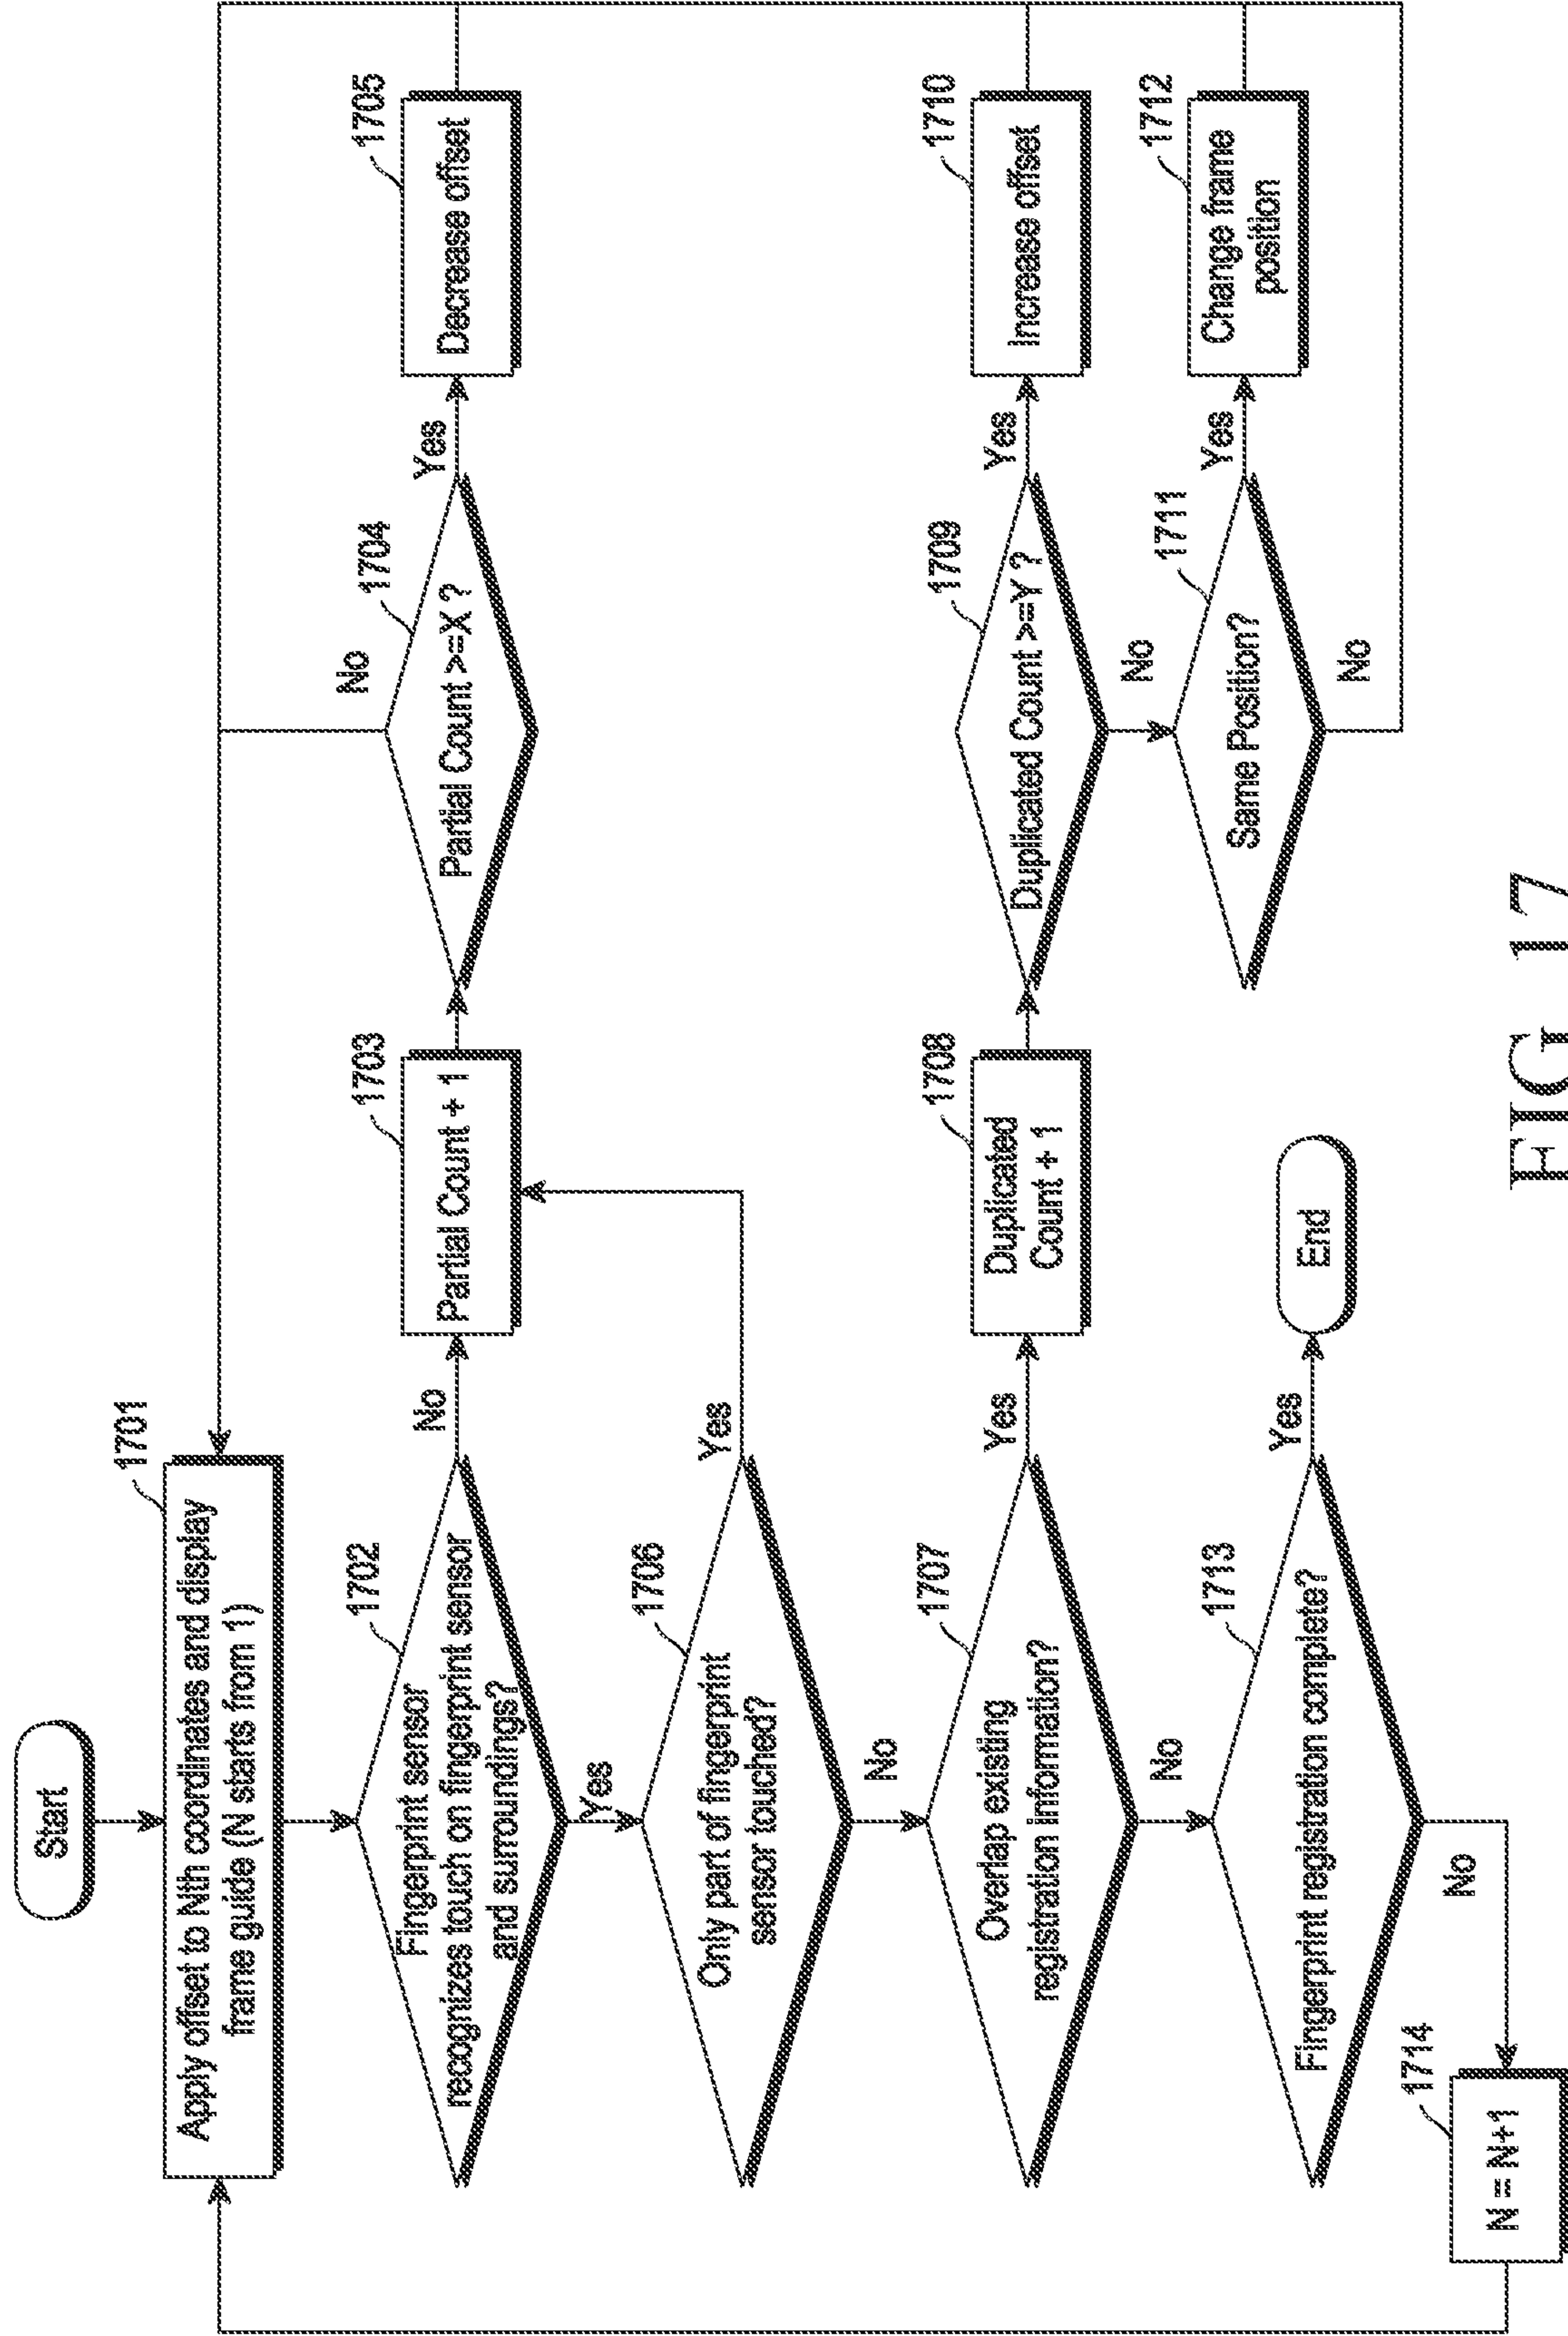 Start
1701
Apply offset to Nth coordinates and display
frame guide (N starts from 1)
1702
Fingerprint sensor
recognizes touch on fingerprint sensor
and surroundings?
No
Yes
1703
Partial Count + 1
1704
Partial Count >=X ?
No
Yes
1705
Decrease offset
1706
Only part of fingerprint
sensor touched?
Yes
No
1707
Overlap existing
registration information?
Yes
No
1708
Duplicated
Count + 1
1709
Duplicated Count >=Y ?
Yes
No
1710
Increase offset
1711
Same Position?
Yes
No
1712
Change frame
position
1713
Fingerprint registration complete?
Yes
No
End
1714
N = N+1
FIG.17